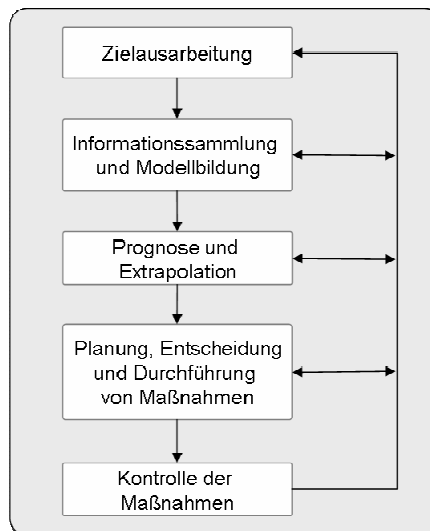 Zielausarbeitung
Informationssammlung
und Modellbildung
Prognose und
Extrapolation
Planung, Entscheidung
und Durchführung
von Maßnahmen
Kontrolle der
Maßnahmen